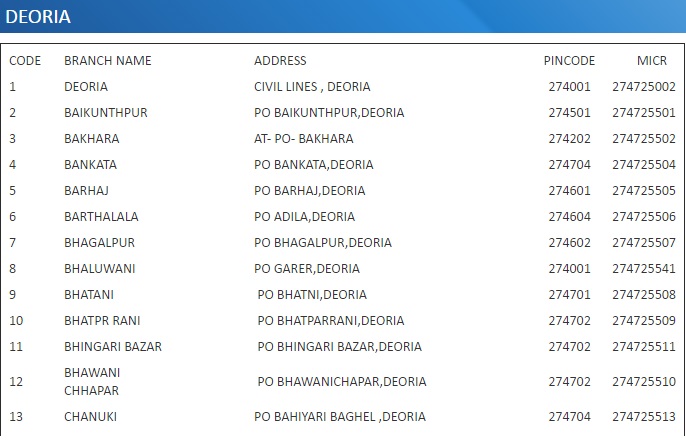 DEORIA
CODE BRANCH NAME ADDRESS PINCODE MICR
1 DEORIA CIVIL LINES , DEORIA 274001 274725002
2 BAIKUNTHPUR PO BAIKUNTHPUR,DEORIA 274501 274725501
3 BAKHARA AT- PO- BAKHARA 274202 274725502
4 BANKATA PO BANKATA,DEORIA 274704 274725504
5 BARHAJ PO BARHAJ,DEORIA 274601 274725505
6 BARTHALALA PO ADILA,DEORIA 274604 274725506
7 BHAGALPUR PO BHAGALPUR,DEORIA 274602 274725507
8 BHALUWANI PO GARER,DEORIA 274001 274725541
9 BHATANI PO BHATNI,DEORIA 274701 274725508
10 BHATPR RANI PO BHATPARRANI,DEORIA 274702 274725509
11 BHINGARI BAZAR PO BHINGARI BAZAR,DEORIA 274702 274725511
12 BHAWANI
CHHAPAR PO BHAWANICHAPAR,DEORIA 274702 274725510
13 CHANUKI PO BAHIYARI BAGHEL ,DEORIA 274704 274725513